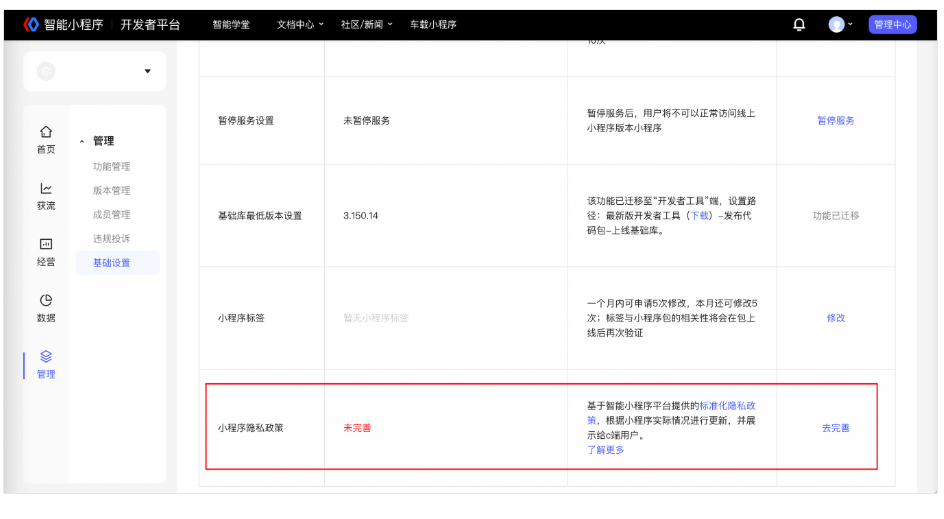 智能小程序 开发者平台 智能学堂 文档中心 社区/新闻 车载小程序 管理中心
首页
获流
经营
数据
管理
管理
功能管理
版本管理
成员管理
违规投诉
基础设置
暂停服务设置
未暂停服务
暂停服务后，用户将不可以正常访问线上
小程序版本小程序
暂停服务
基础库最低版本设置
3.150.14
该功能已移至“开发者工具”端，设置路
径：最新版开发者工具（下载）-发布代
码包-上线基础库。
功能已迁移
小程序标签
暂无小程序标签
一个月内可申请5次修改，本月还可修改5
次；标签与小程序包的相关性将会在包上
线后再次验证
修改
小程序隐私政策
未完善
基于智能小程序平台提供的标准化隐私政
策，根据小程序实际情况进行更新，并展
示给c端用户。
了解更多
去完善